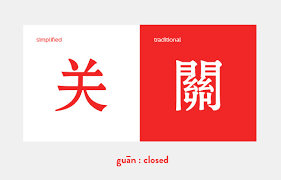 simplified
traditional
关
關
guān : closed